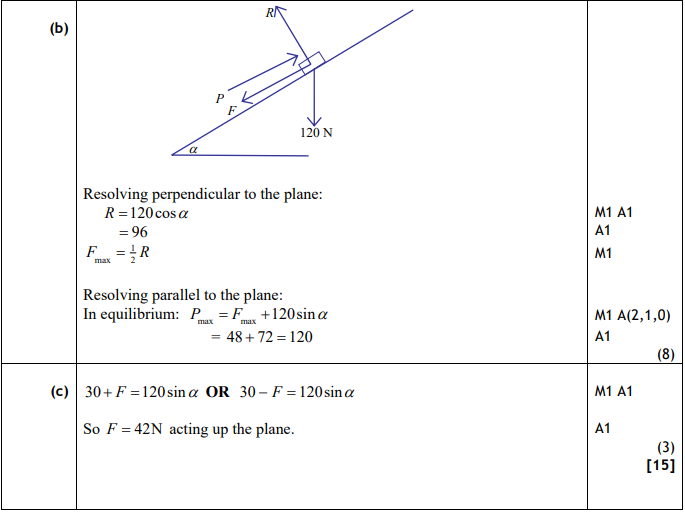 (b)
R
P
F
120 N
α
Resolving perpendicular to the plane:
R = 120 cos α M1 A1
= 96 A1
F_max = ½ R M1
Resolving parallel to the plane:
In equilibrium: P_max = F_max + 120 sin α M1 A(2,1,0)
= 48 + 72 = 120 A1
(8)
(c) 30 + F = 120 sin α OR 30 – F = 120 sin α M1 A1
So F = 42N acting up the plane. A1
(3)
[15]